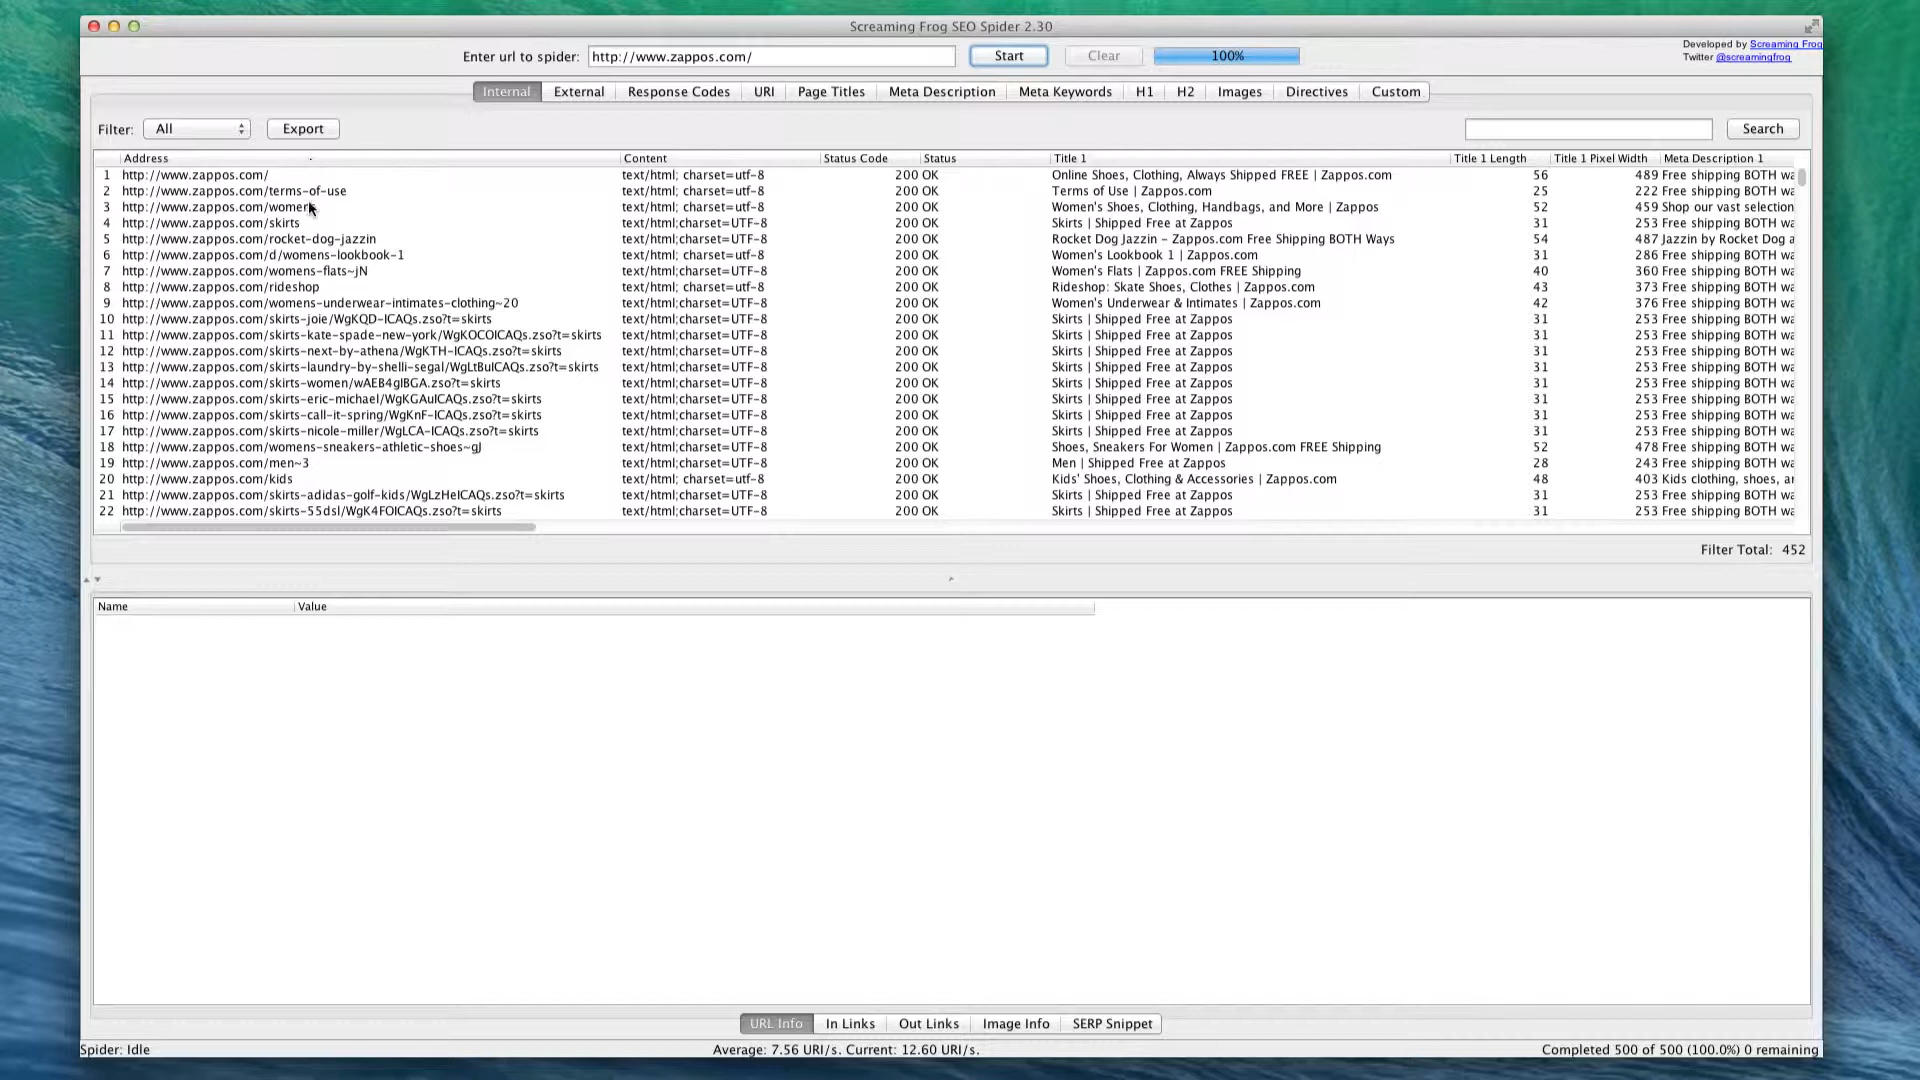 Screaming Frog SEO Spider 2.30
Enter url to spider: http://www.zappos.com/ Start Clear 100%
Developed by Screaming Frog
Twitter @screamingfrog
Internal External Response Codes URI Page Titles Meta Description Meta Keywords H1 H2 Images Directives Custom
Filter: All Export Search
Address Content Status Code Status Title 1 Title 1 Length Title 1 Pixel Width Meta Description 1
1 http://www.zappos.com/ text/html; charset=utf-8 200 OK Online Shoes, Clothing, Always Shipped FREE | Zappos.com 56 489 Free shipping BOTH wa
2 http://www.zappos.com/terms-of-use text/html; charset=utf-8 200 OK Terms of Use | Zappos.com 25 222 Free shipping BOTH wa
3 http://www.zappos.com/women text/html; charset=utf-8 200 OK Women's Shoes, Clothing, Handbags, and More | Zappos 52 459 Shop our vast selection
4 http://www.zappos.com/skirts text/html;charset=UTF-8 200 OK Skirts | Shipped Free at Zappos 31 253 Free shipping BOTH wa
5 http://www.zappos.com/rocket-dog-jazzin text/html;charset=UTF-8 200 OK Rocket Dog Jazzin - Zappos.com Free Shipping BOTH Ways 54 487 Jazzin by Rocket Dog a
6 http://www.zappos.com/d/womens-lookbook-1 text/html; charset=utf-8 200 OK Women's Lookbook 1 | Zappos.com 31 286 Free shipping BOTH wa
7 http://www.zappos.com/womens-flats~jN text/html;charset=UTF-8 200 OK Women's Flats | Zappos.com FREE Shipping 40 360 Free shipping BOTH wa
8 http://www.zappos.com/rideshop text/html; charset=utf-8 200 OK Rideshop: Skate Shoes, Clothes | Zappos.com 43 373 Free shipping BOTH wa
9 http://www.zappos.com/womens-underwear-intimates-clothing~20 text/html;charset=UTF-8 200 OK Women's Underwear & Intimates | Zappos.com 42 376 Free shipping BOTH wa
10 http://www.zappos.com/skirts-joie/WgKQD-ICAQs.zso?t=skirts text/html;charset=UTF-8 200 OK Skirts | Shipped Free at Zappos 31 253 Free shipping BOTH wa
11 http://www.zappos.com/skirts-kate-spade-new-york/WgKOCOICAQs.zso?t=skirts text/html;charset=UTF-8 200 OK Skirts | Shipped Free at Zappos 31 253 Free shipping BOTH wa
12 http://www.zappos.com/skirts-next-by-athena/WgKTH-ICAQs.zso?t=skirts text/html;charset=UTF-8 200 OK Skirts | Shipped Free at Zappos 31 253 Free shipping BOTH wa
13 http://www.zappos.com/skirts-laundry-by-shelli-segal/WgLtBuICAQs.zso?t=skirts text/html;charset=UTF-8 200 OK Skirts | Shipped Free at Zappos 31 253 Free shipping BOTH wa
14 http://www.zappos.com/skirts-women/wAEB4gIBGA.zso?t=skirts text/html;charset=UTF-8 200 OK Skirts | Shipped Free at Zappos 31 253 Free shipping BOTH wa
15 http://www.zappos.com/skirts-eric-michael/WgKGAuICAQs.zso?t=skirts text/html;charset=UTF-8 200 OK Skirts | Shipped Free at Zappos 31 253 Free shipping BOTH wa
16 http://www.zappos.com/skirts-call-it-spring/WgKnF-ICAQs.zso?t=skirts text/html;charset=UTF-8 200 OK Skirts | Shipped Free at Zappos 31 253 Free shipping BOTH wa
17 http://www.zappos.com/skirts-nicole-miller/WgLCA-ICAQs.zso?t=skirts text/html;charset=UTF-8 200 OK Skirts | Shipped Free at Zappos 31 253 Free shipping BOTH wa
18 http://www.zappos.com/womens-sneakers-athletic-shoes~gJ text/html;charset=UTF-8 200 OK Shoes, Sneakers For Women | Zappos.com FREE Shipping 52 478 Free shipping BOTH wa
19 http://www.zappos.com/men~3 text/html;charset=UTF-8 200 OK Men | Shipped Free at Zappos 28 243 Free shipping BOTH wa
20 http://www.zappos.com/kids text/html; charset=utf-8 200 OK Kids' Shoes, Clothing & Accessories | Zappos.com 48 403 Kids clothing, shoes, ar
21 http://www.zappos.com/skirts-adidas-golf-kids/WgLzHeICAQs.zso?t=skirts text/html;charset=UTF-8 200 OK Skirts | Shipped Free at Zappos 31 253 Free shipping BOTH wa
22 http://www.zappos.com/skirts-55dsl/WgK4FOICAQs.zso?t=skirts text/html;charset=UTF-8 200 OK Skirts | Shipped Free at Zappos 31 253 Free shipping BOTH wa
Filter Total: 452
Name Value
URL Info In Links Out Links Image Info SERP Snippet
Spider: Idle Average: 7.56 URI/s. Current: 12.60 URI/s. Completed 500 of 500 (100.0%) 0 remaining